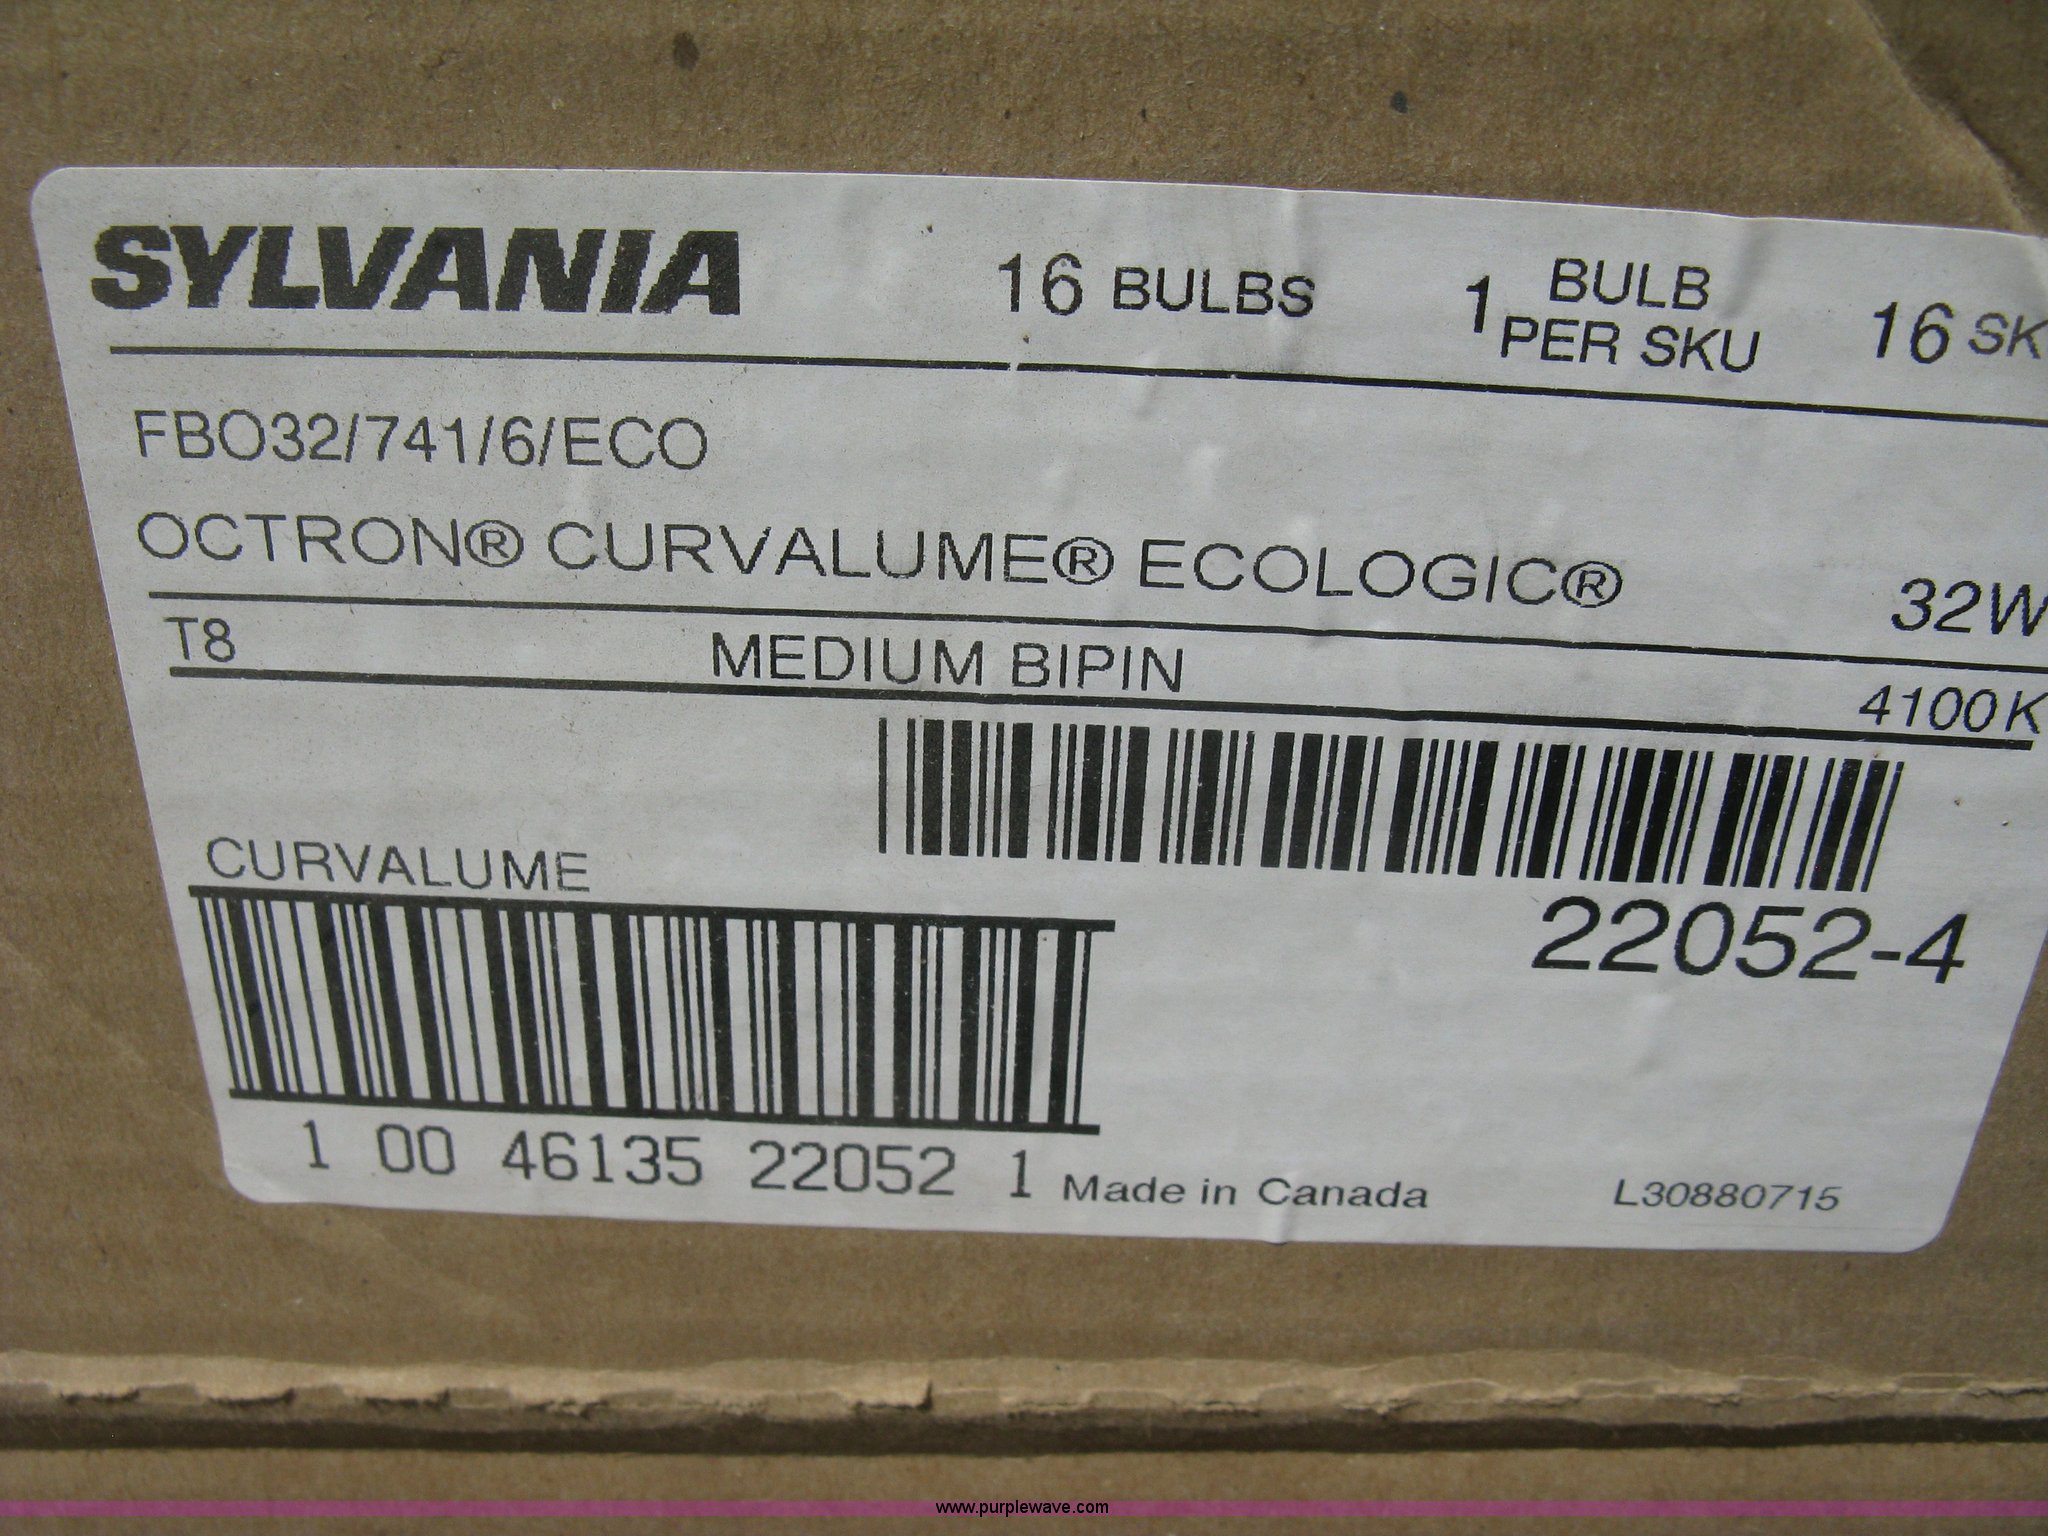 SYLVANIA 16 BULBS 1 BULB PER SKU 16 SK
FBO32/741/6/ECO
OCTRON® CURVALUME® ECOLOGIC® 32W
T8 MEDIUM BIPIN 4100K
CURVALUME
22052-4
1 00 46135 22052 1 Made in Canada L30880715
www.purplewave.com